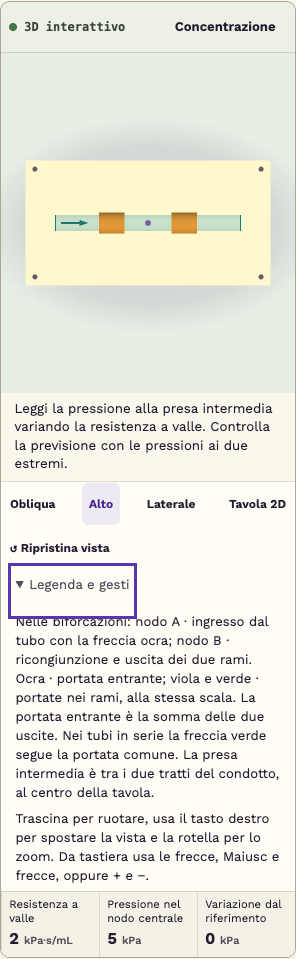 3D interattivo
Concentrazione
Leggi la pressione alla presa intermedia
variando la resistenza a valle. Controlla
la previsione con le pressioni ai due
estremi.
Obliqua
Alto
Laterale
Tavola 2D
↺ Ripristina vista
▼ Legenda e gesti
Nelle biforcazioni: nodo A · ingresso dal
tubo con la freccia ocra; nodo B ·
ricongiunzione e uscita dei due rami.
Ocra · portata entrante; viola e verde ·
portate nei rami, alla stessa scala. La
portata entrante è la somma delle due
uscite. Nei tubi in serie la freccia verde
segue la portata comune. La presa
intermedia è tra i due tratti del condotto,
al centro della tavola.
Trascina per ruotare, usa il tasto destro
per spostare la vista e la rotella per lo
zoom. Da tastiera usa le frecce, Maiusc e
frecce, oppure + e −.
Resistenza a
valle
2 kPa·s/mL
Pressione nel
nodo centrale
5 kPa
Variazione dal
riferimento
0 kPa